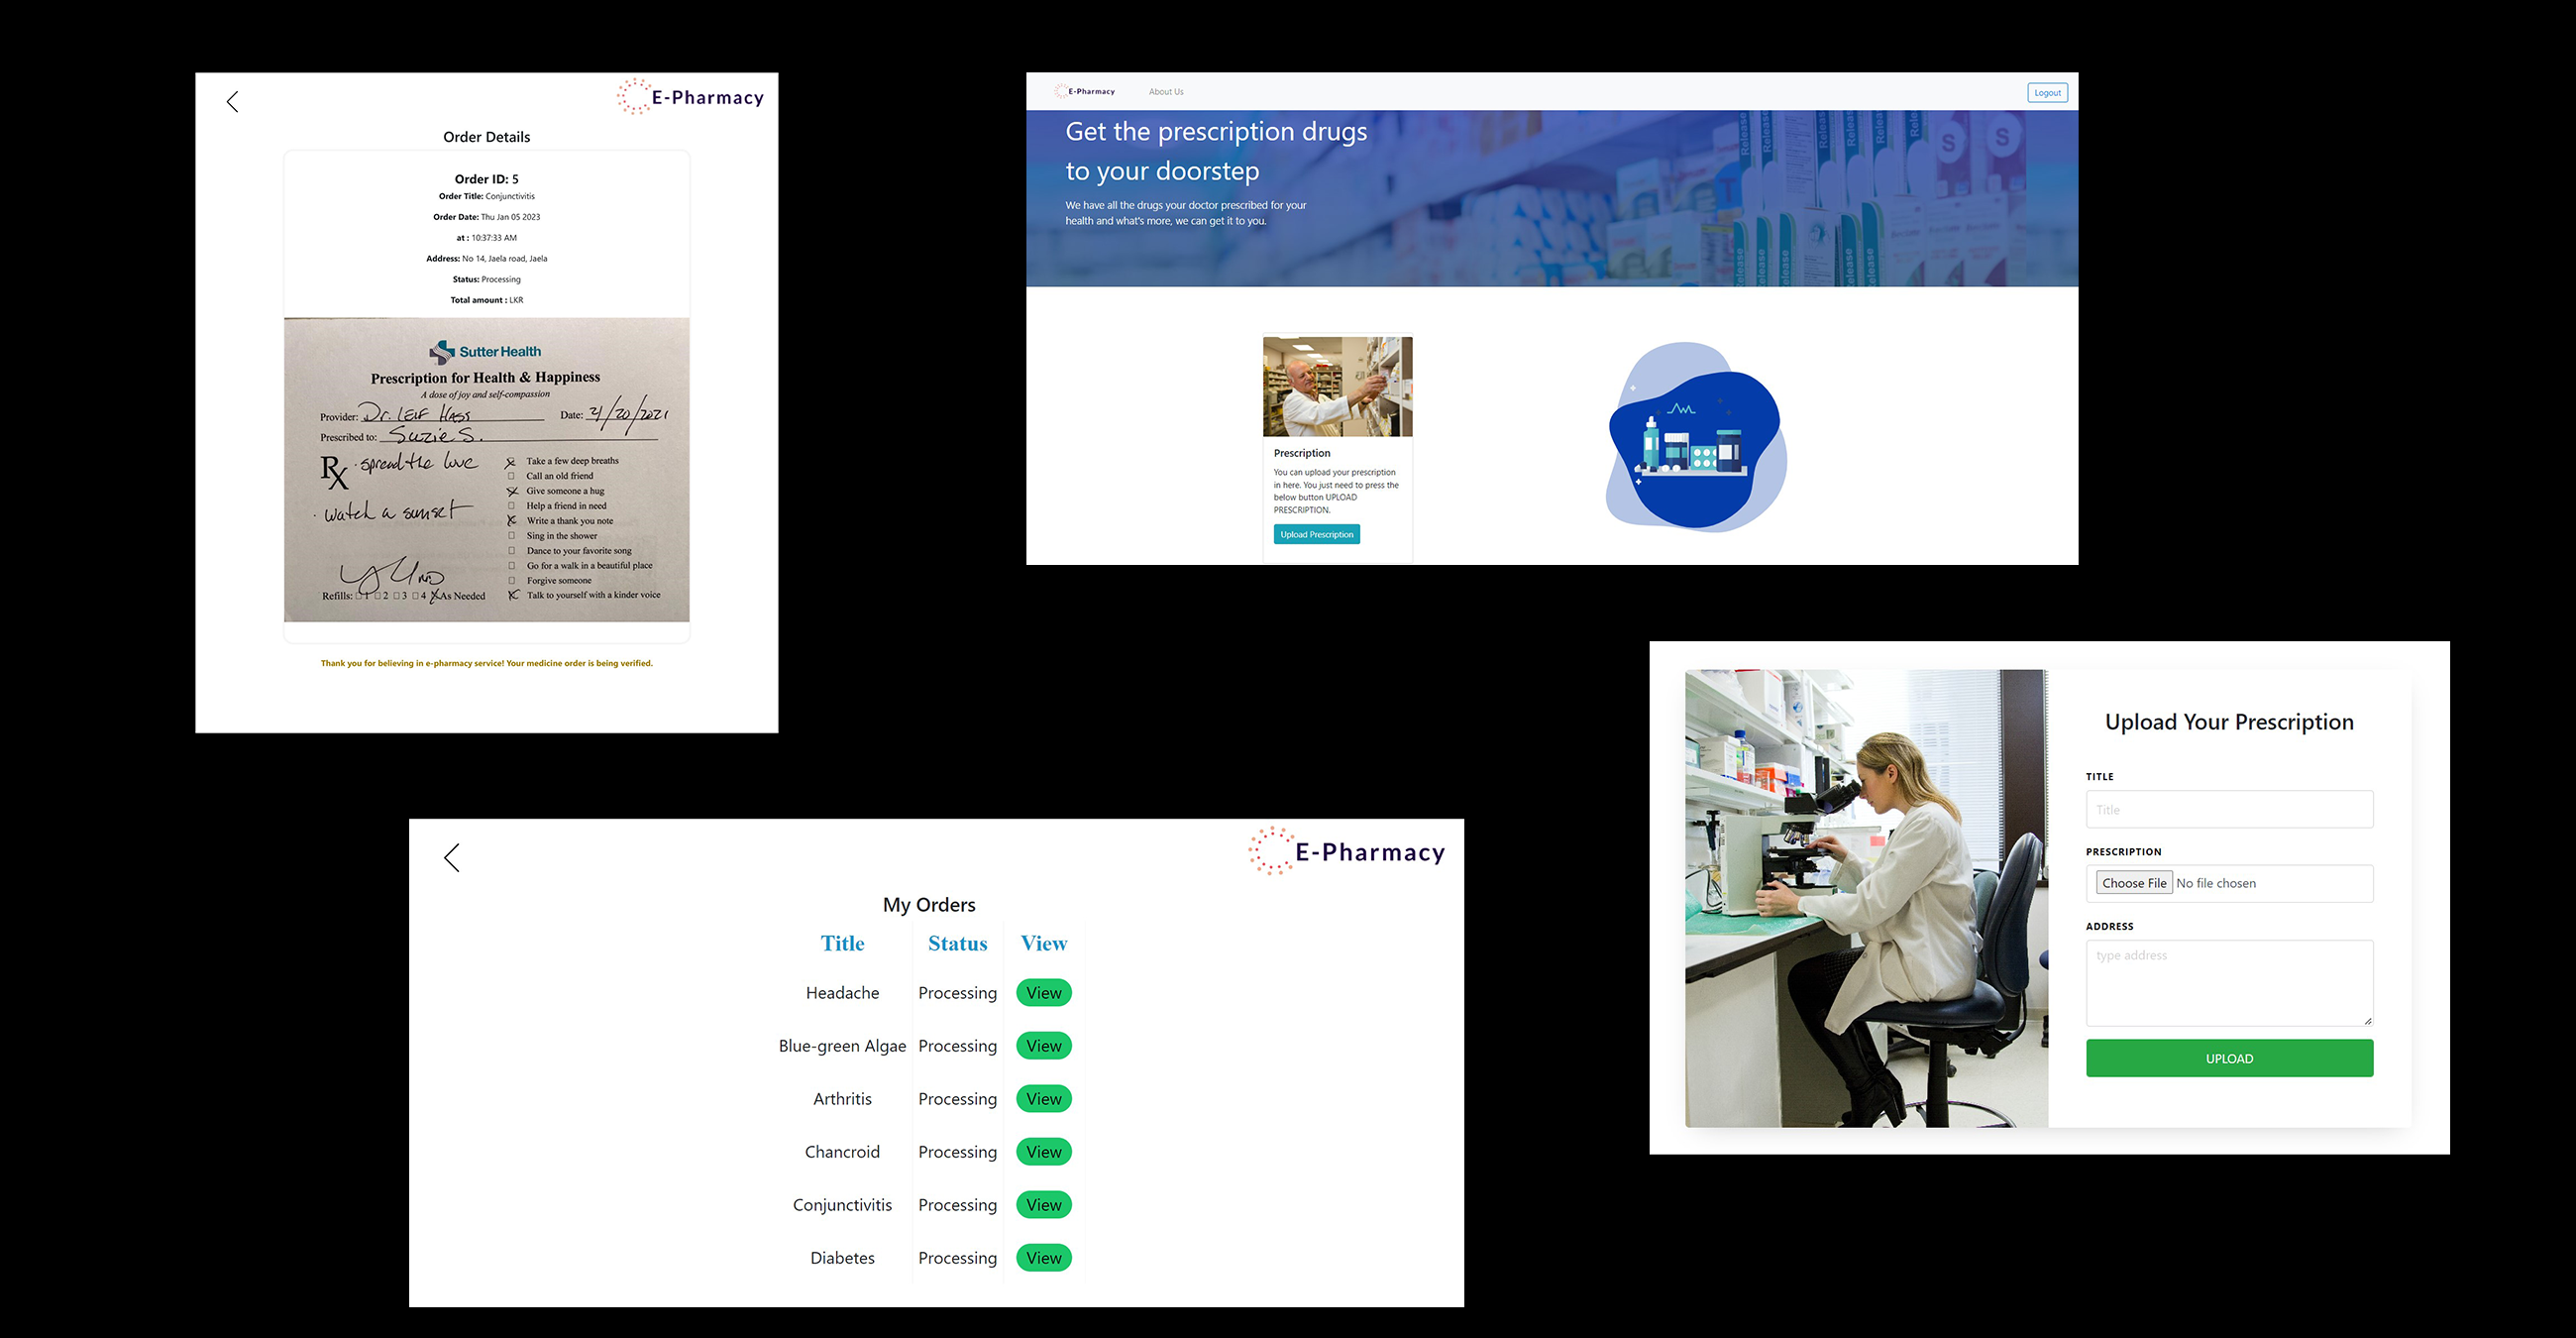 E-Pharmacy
Order Details
Order ID: 5
Order Title: Conjunctivitis
Order Date: Thu Jan 05 2023
at : 10:37:33 AM
Address: No 14, Jaela road, Jaela
Status: Processing
Total amount : LKR
Sutter Health
Prescription for Health & Happiness
A dose of joy and self-compassion
Provider: Dr. LEIF HASS Date: 4/20/2021
Prescribed to: Suzie S.
Rx · spread the love
· watch a sunset
Take a few deep breaths
Call an old friend
Give someone a hug
Help a friend in need
Write a thank you note
Sing in the shower
Dance to your favorite song
Go for a walk in a beautiful place
Forgive someone
Talk to yourself with a kinder voice
Refills: 1 2 3 4 As Needed
Thank you for believing in e-pharmacy service! Your medicine order is being verified.
E-Pharmacy
About Us
Logout
Get the prescription drugs
to your doorstep
We have all the drugs your doctor prescribed for your
health and what's more, we can get it to you.
Release Release Release Release Release
S S
Release Release Release Release
Prescription
You can upload your prescription
in here. You just need to press the
below button UPLOAD
PRESCRIPTION.
Upload Prescription
E-Pharmacy
My Orders
Title Status View
Headache Processing View
Blue-green Algae Processing View
Arthritis Processing View
Chancroid Processing View
Conjunctivitis Processing View
Diabetes Processing View
Upload Your Prescription
TITLE
Title
PRESCRIPTION
Choose File No file chosen
ADDRESS
type address
UPLOAD